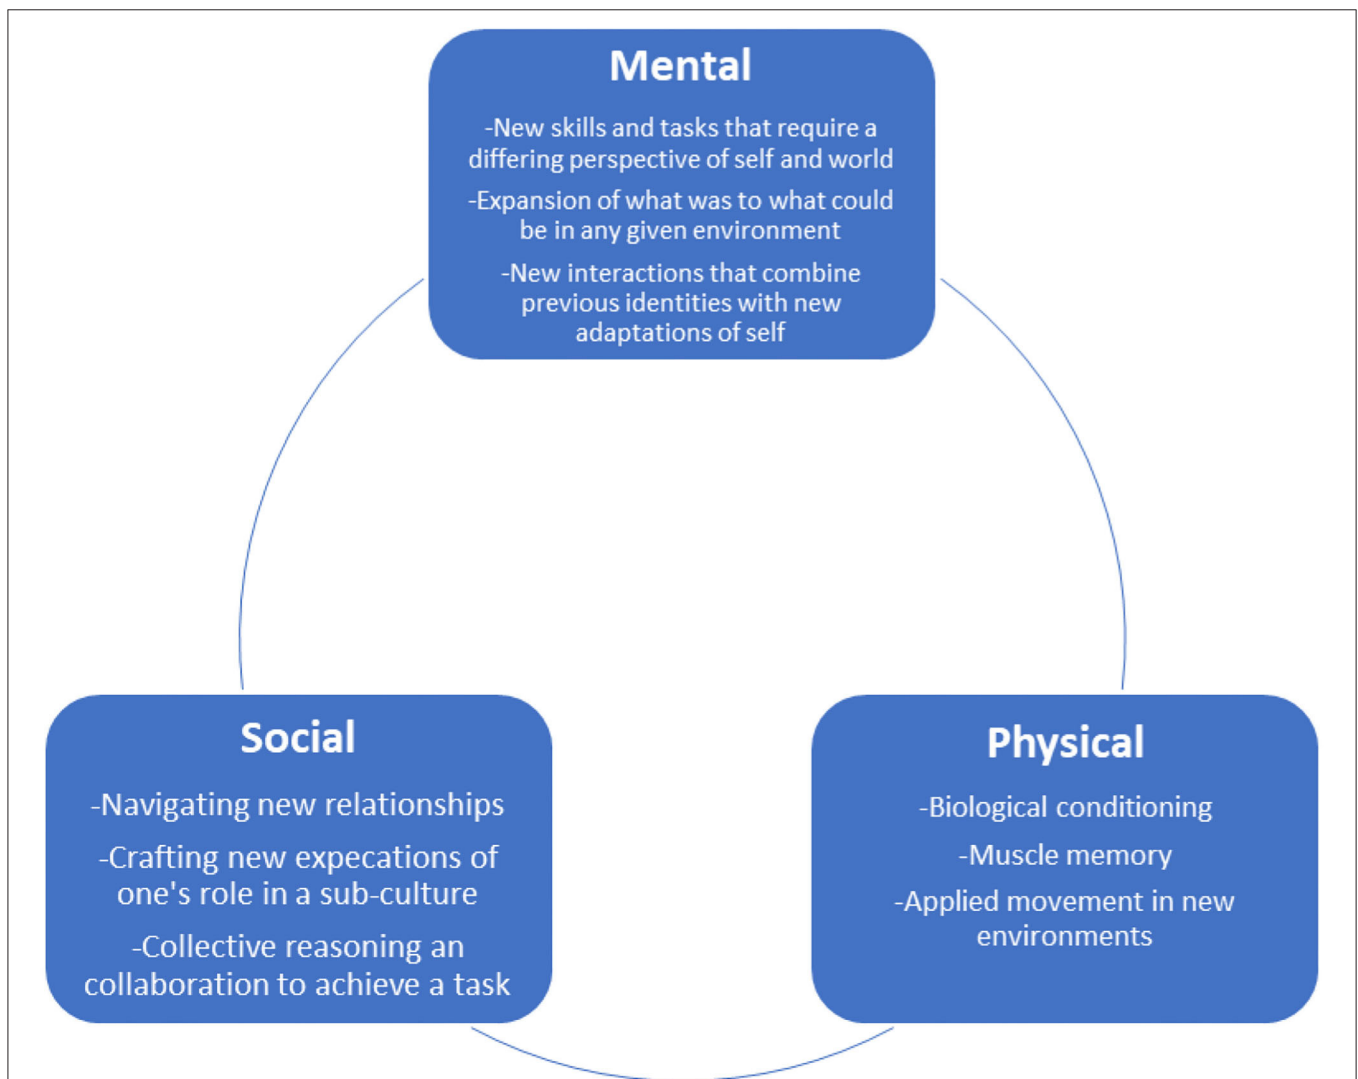 Mental
-New skills and tasks that require a
differing perspective of self and world
-Expansion of what was to what could
be in any given environment
-New interactions that combine
previous identities with new
adaptations of self
Social
-Navigating new relationships
-Crafting new expecations of
one's role in a sub-culture
-Collective reasoning an
collaboration to achieve a task
Physical
-Biological conditioning
-Muscle memory
-Applied movement in new
environments